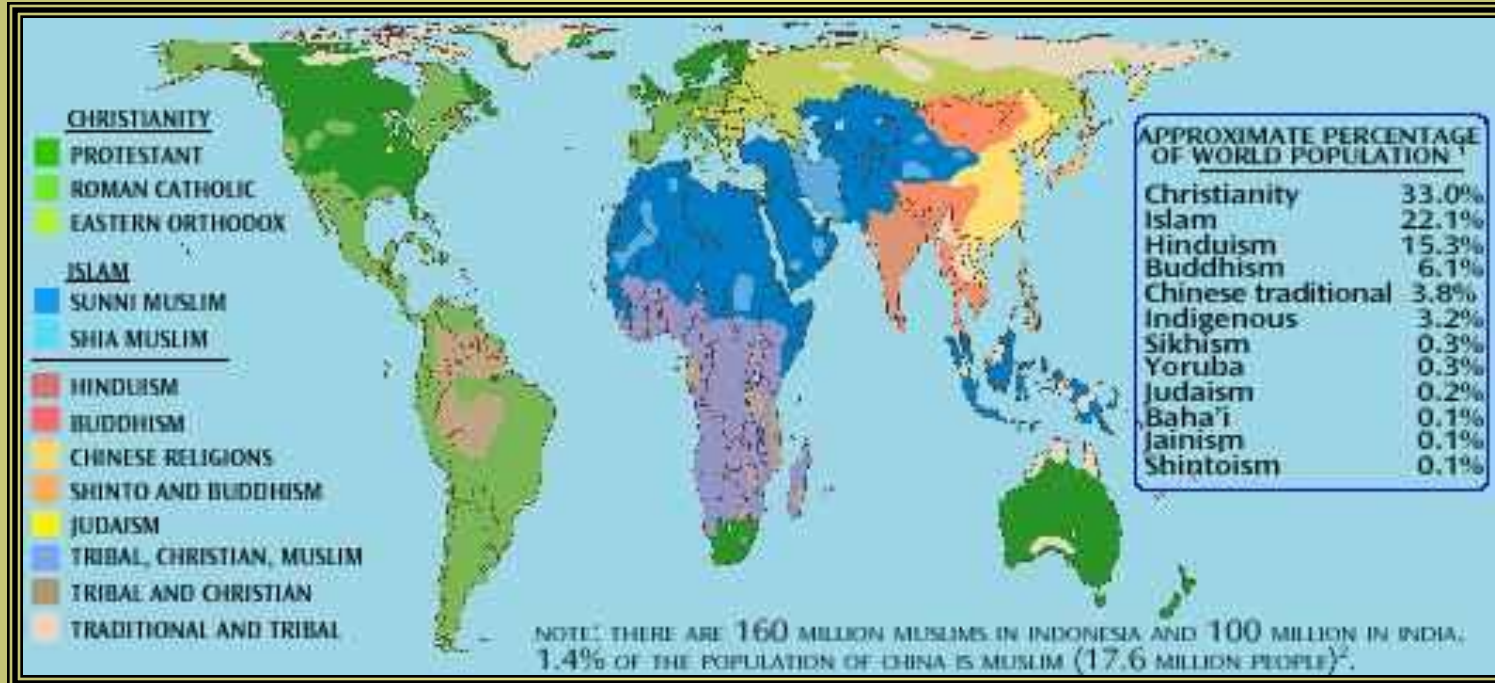 CHRISTIANITY
PROTESTANT
ROMAN CATHOLIC
EASTERN ORTHODOX
ISLAM
SUNNI MUSLIM
SHIA MUSLIM
HINDUISM
BUDDHISM
CHINESE RELIGIONS
SHINTO AND BUDDHISM
JUDAISM
TRIBAL, CHRISTIAN, MUSLIM
TRIBAL AND CHRISTIAN
TRADITIONAL AND TRIBAL
APPROXIMATE PERCENTAGE
OF WORLD POPULATION 1
Christianity 33.0%
Islam 22.1%
Hinduism 15.3%
Buddhism 6.1%
Chinese traditional 3.8%
Indigenous 3.2%
Sikhism 0.3%
Yoruba 0.3%
Judaism 0.2%
Baha'i 0.1%
Jainism 0.1%
Shintoism 0.1%
NOTE: THERE ARE 160 MILLION MUSLIMS IN INDONESIA AND 100 MILLION IN INDIA.
1.4% OF THE POPULATION OF CHINA IS MUSLIM (17.6 MILLION PEOPLE)2.